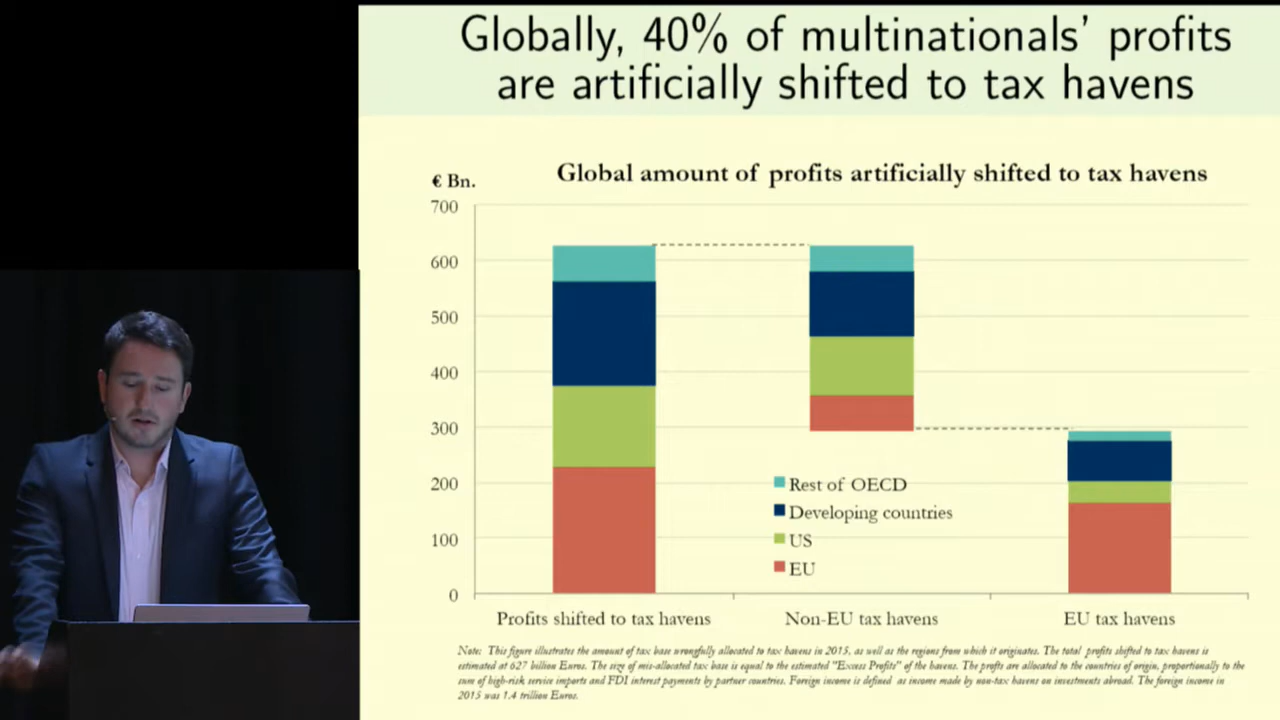 Globally, 40% of multinationals' profits
are artificially shifted to tax havens
Global amount of profits artificially shifted to tax havens
€ Bn.
700
600
500
400
300
200
100
0
Rest of OECD
Developing countries
US
EU
Profits shifted to tax havens
Non-EU tax havens
EU tax havens
Note: This figure illustrates the amount of tax base wrongfully allocated to tax havens in 2015, as well as the regions from which it originates. The total profits shifted to tax havens is
estimated at 627 billion Euros. The size of mis-allocated tax base is equal to the estimated "Excess Profits" of the havens. The profits are allocated to the countries of origin, proportionally to the
sum of high-risk service imports and FDI interest payments by partner countries. Foreign income is defined as income made by non-tax havens on investments abroad. The foreign income in
2015 was 1.4 trillion Euros.